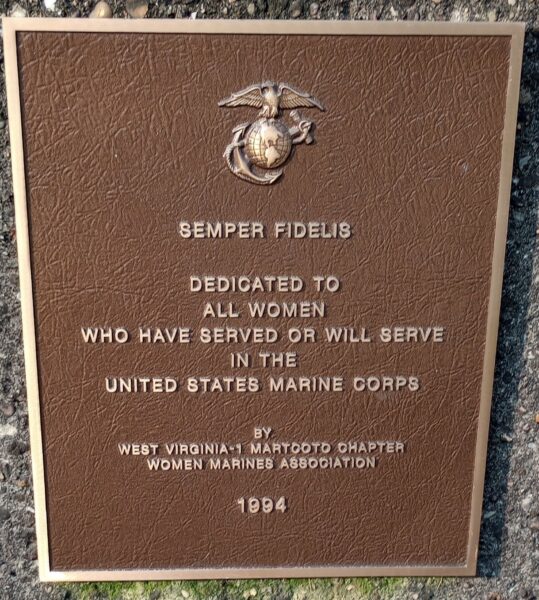 SEMPER FIDELIS
DEDICATED TO
ALL WOMEN
WHO HAVE SERVED OR WILL SERVE
IN THE
UNITED STATES MARINE CORPS
BY
WEST VIRGINIA-1 MARTCOTO CHAPTER
WOMEN MARINES ASSOCIATION
1994